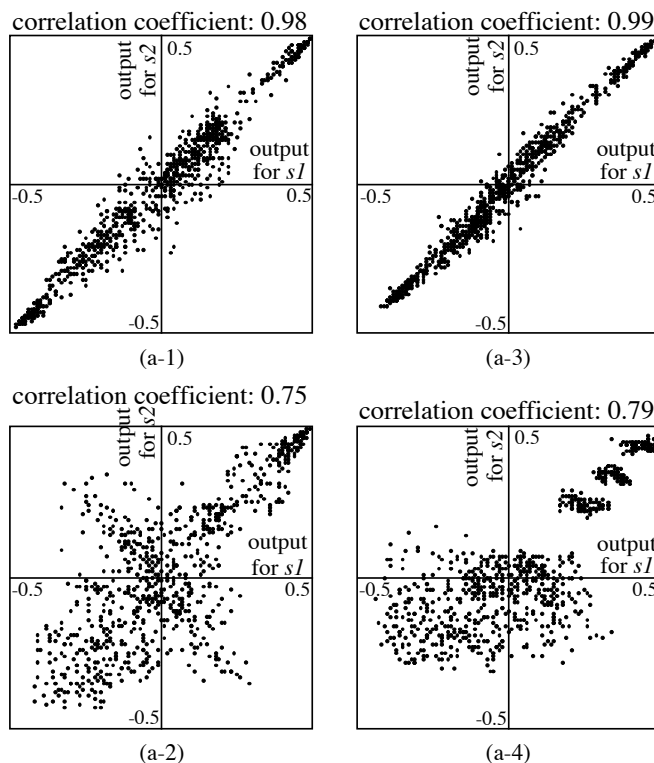 correlation coefficient: 0.98
output for s2
0.5
output
for s1
-0.5
0.5
-0.5
(a-1)
correlation coefficient: 0.99
output for s2
0.5
output
for s1
-0.5
0.5
-0.5
(a-3)
correlation coefficient: 0.75
output for s2
0.5
output
for s1
-0.5
0.5
-0.5
(a-2)
correlation coefficient: 0.79
output for s2
0.5
output
for s1
-0.5
0.5
-0.5
(a-4)